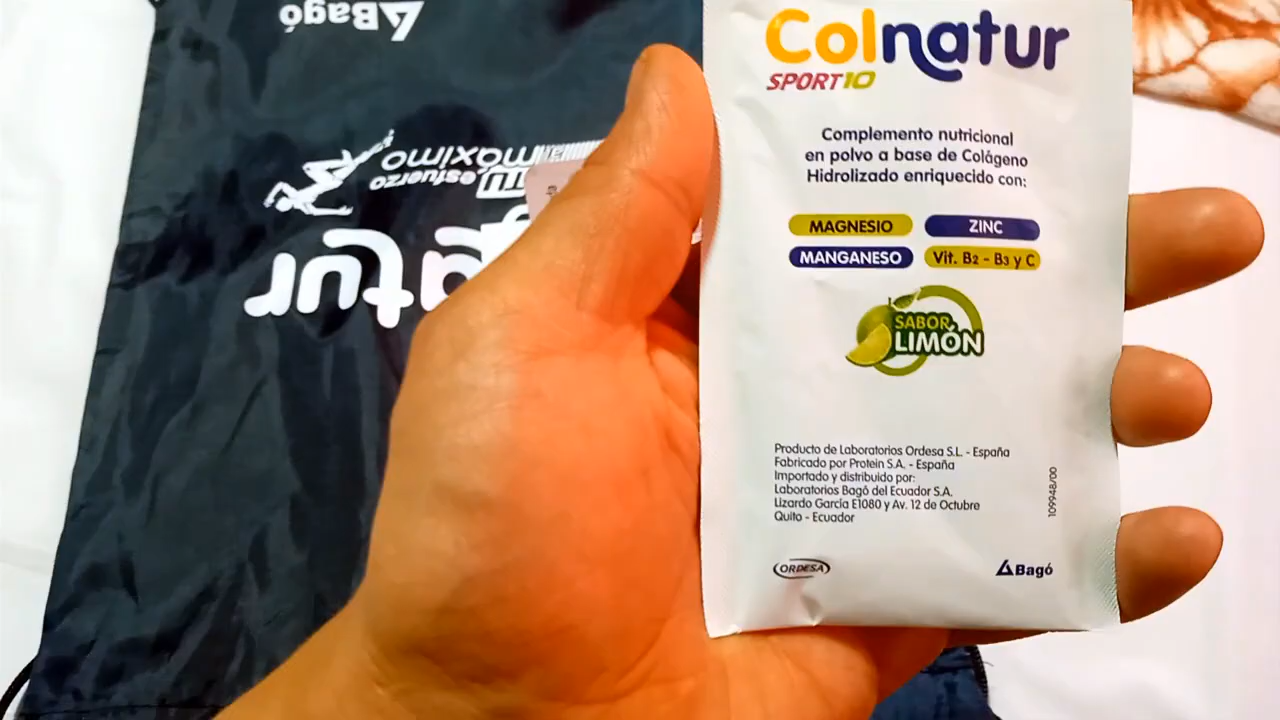 Bagó
esfuerzo
máximo
atur
Colnatur
SPORT10
Complemento nutricional
en polvo a base de Colágeno
Hidrolizado enriquecido con:
MAGNESIO
ZINC
MANGANESO
Vit. B2 - B3 y C
SABOR
LIMÓN
Producto de Laboratorios Ordesa S.L. - España
Fabricado por Protein S.A. - España
Importado y distribuido por:
Laboratorios Bagó del Ecuador S.A.
Lizardo García E1080 y Av. 12 de Octubre
Quito - Ecuador
109948/00
ORDESA
Bagó